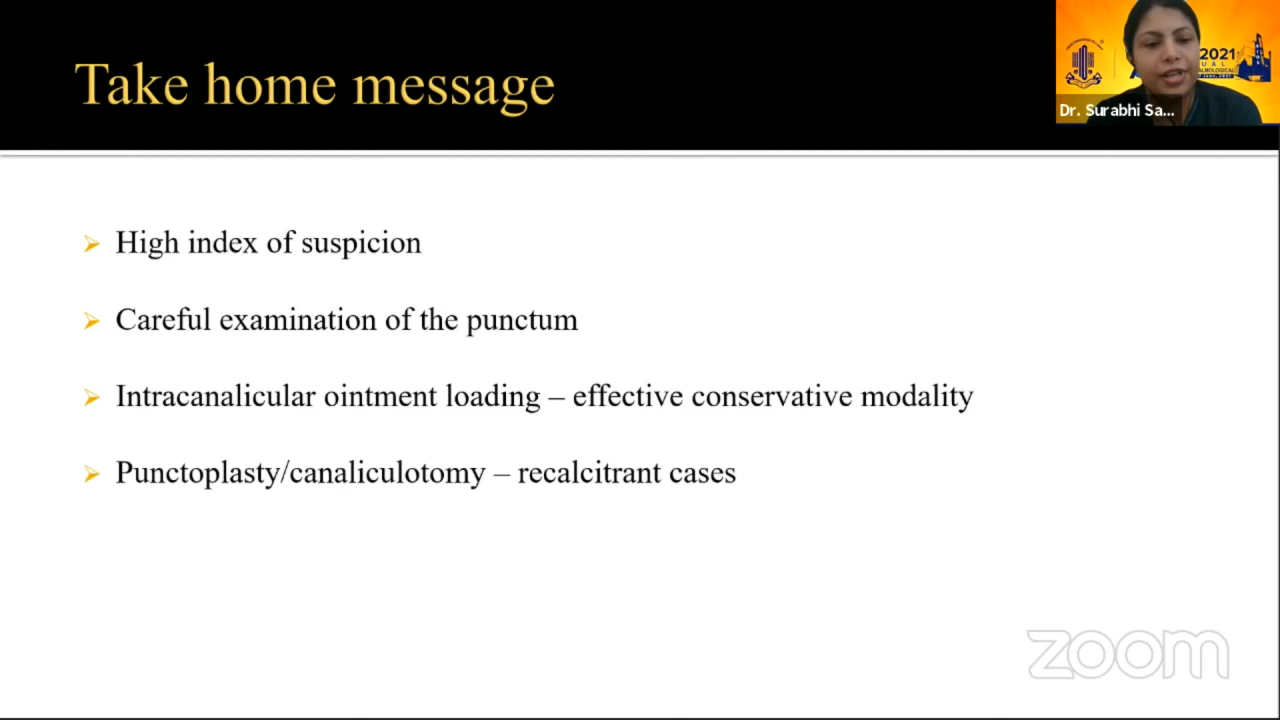 Take home message
2021
U A L
Dr. Surabhi Sa...
High index of suspicion
Careful examination of the punctum
Intracanalicular ointment loading – effective conservative modality
Punctoplasty/canaliculotomy – recalcitrant cases
zoom